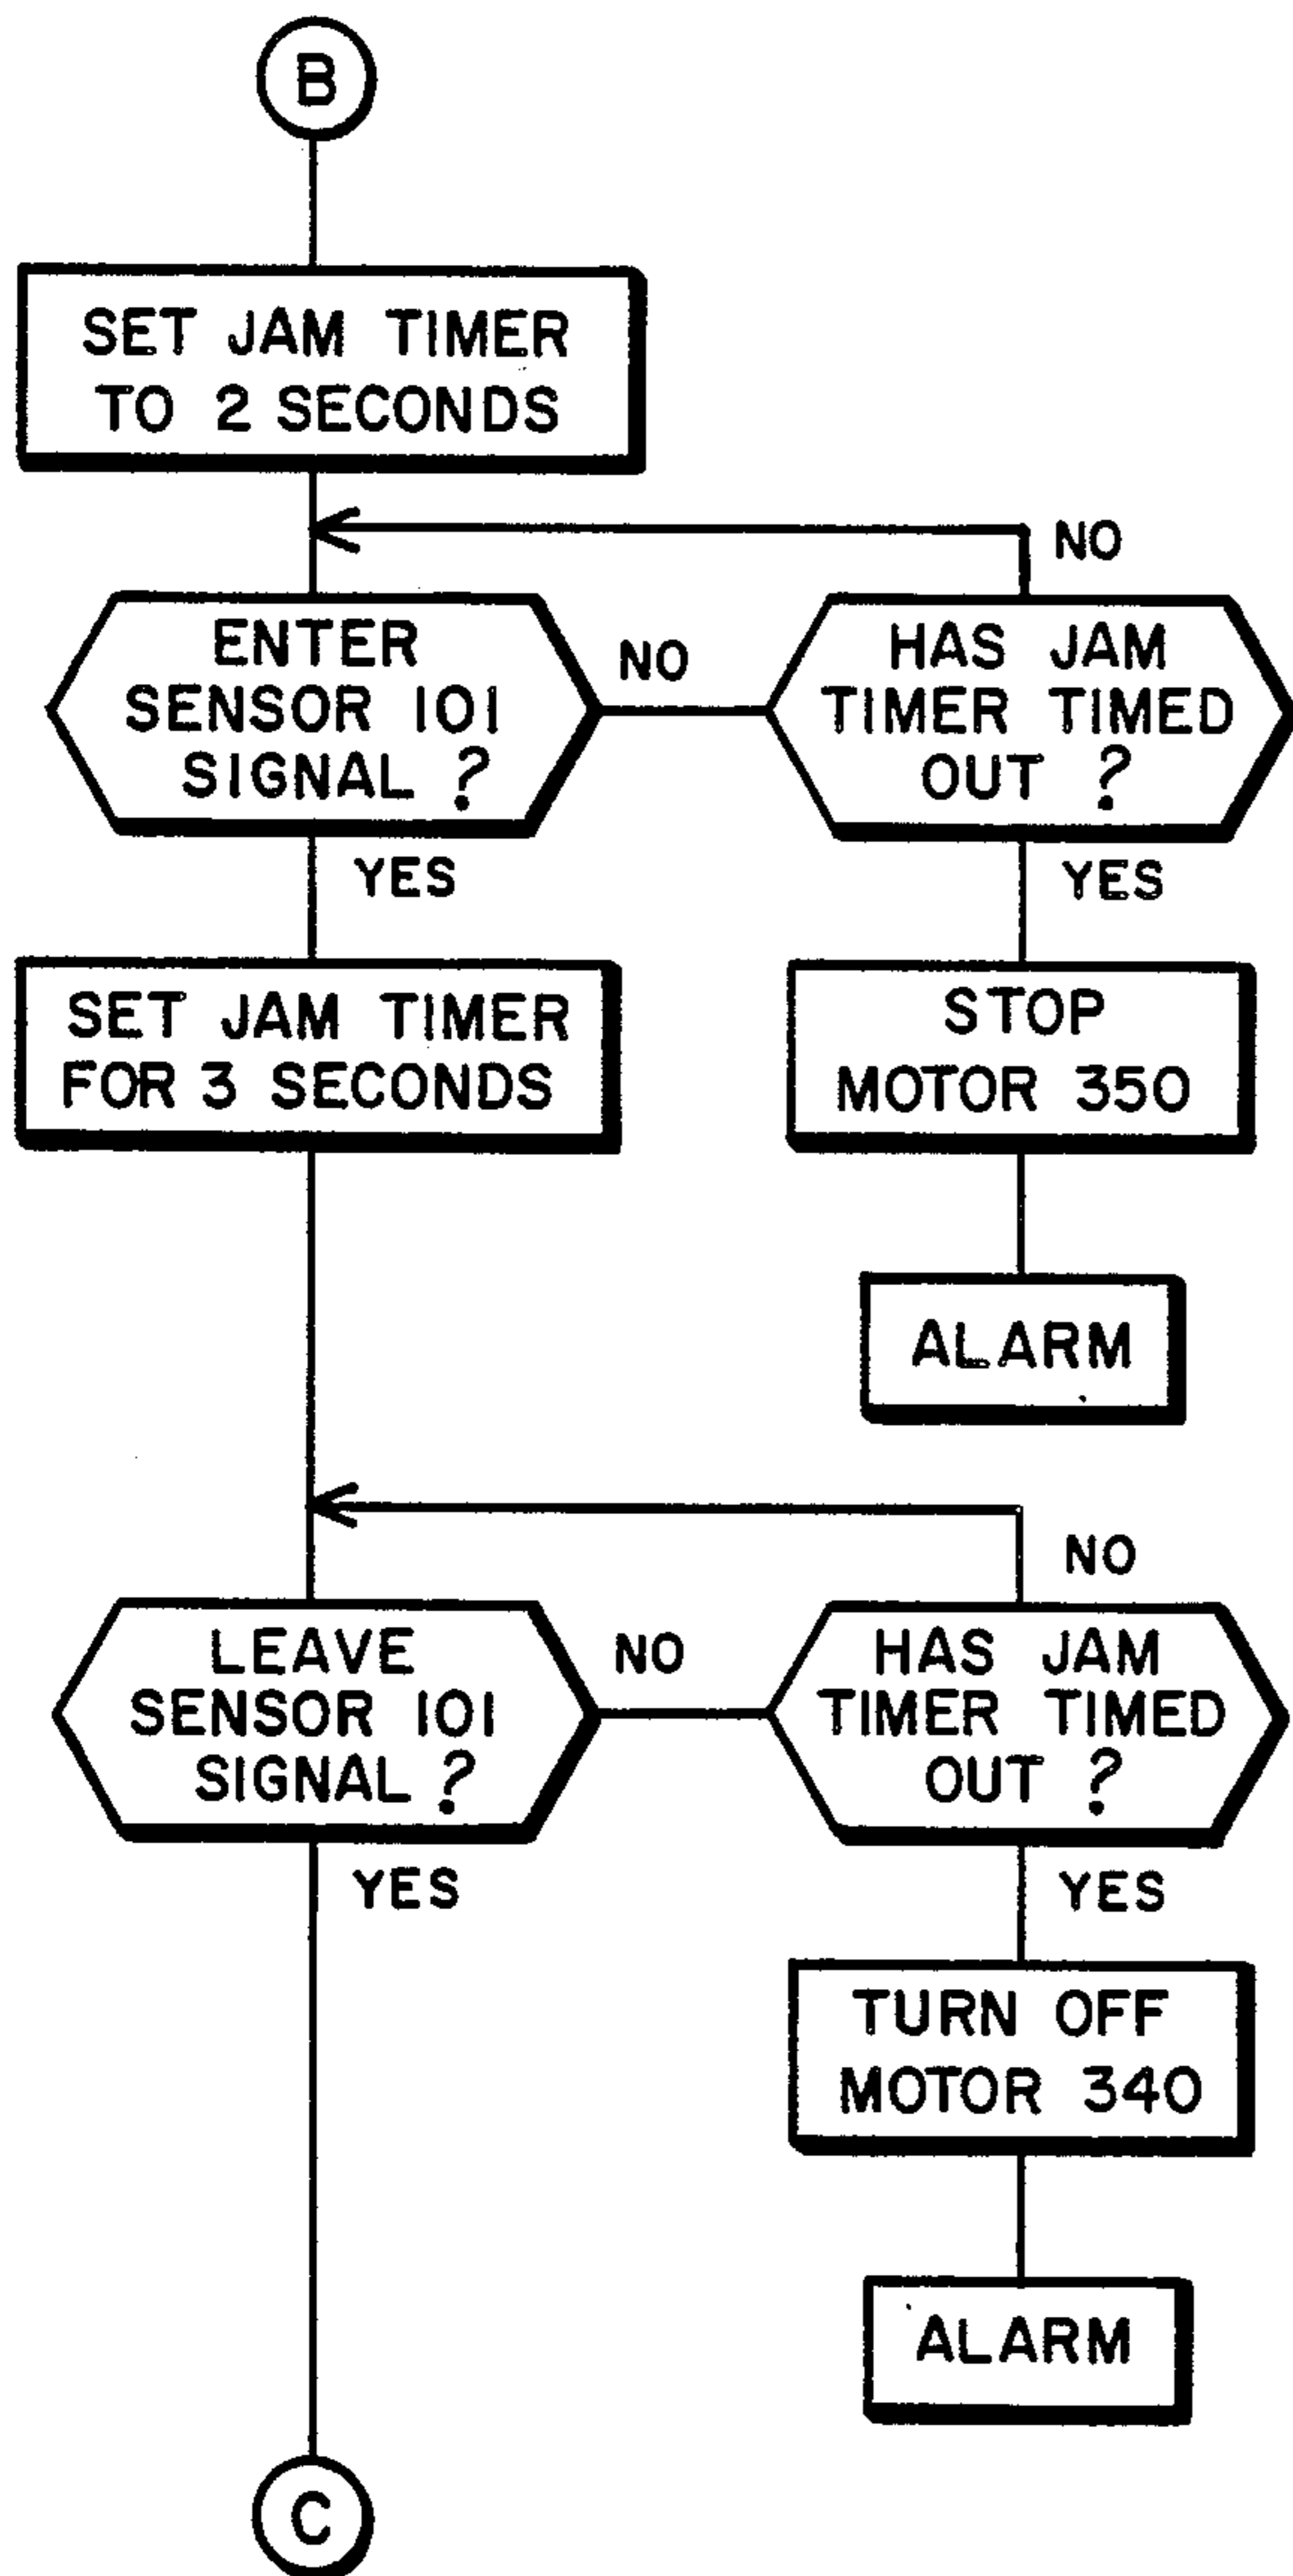 B
SET JAM TIMER
TO 2 SECONDS
NO
ENTER
SENSOR 101
SIGNAL ?
NO
HAS JAM
TIMER TIMED
OUT ?
YES
YES
SET JAM TIMER
FOR 3 SECONDS
STOP
MOTOR 350
ALARM
NO
LEAVE
SENSOR 101
SIGNAL ?
NO
HAS JAM
TIMER TIMED
OUT ?
YES
YES
TURN OFF
MOTOR 340
ALARM
C